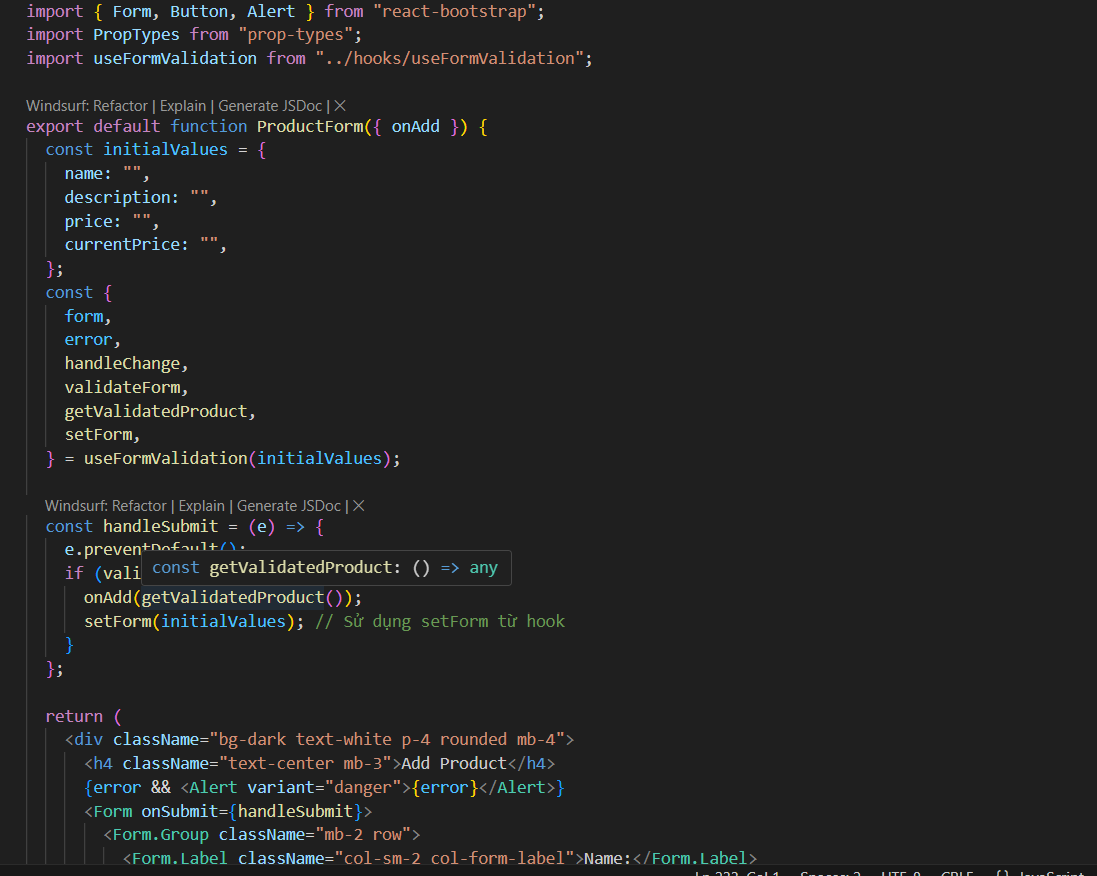 import { Form, Button, Alert } from "react-bootstrap";
import PropTypes from "prop-types";
import useFormValidation from "../hooks/useFormValidation";
Windsurf: Refactor | Explain | Generate JSDoc | ✕
export default function ProductForm({ onAdd }) {
const initialValues = {
name: "",
description: "",
price: "",
currentPrice: "",
};
const {
form,
error,
handleChange,
validateForm,
getValidatedProduct,
setForm,
} = useFormValidation(initialValues);
Windsurf: Refactor | Explain | Generate JSDoc | ✕
const handleSubmit = (e) => {
e.preventDefault();
if (vali
const getValidatedProduct: () => any
onAdd(getValidatedProduct());
setForm(initialValues); // Sử dụng setForm từ hook
}
};
return (
<div className="bg-dark text-white p-4 rounded mb-4">
<h4 className="text-center mb-3">Add Product</h4>
{error && <Alert variant="danger">{error}</Alert>}
<Form onSubmit={handleSubmit}>
<Form.Group className="mb-2 row">
<Form.Label className="col-sm-2 col-form-label">Name:</Form.Label>